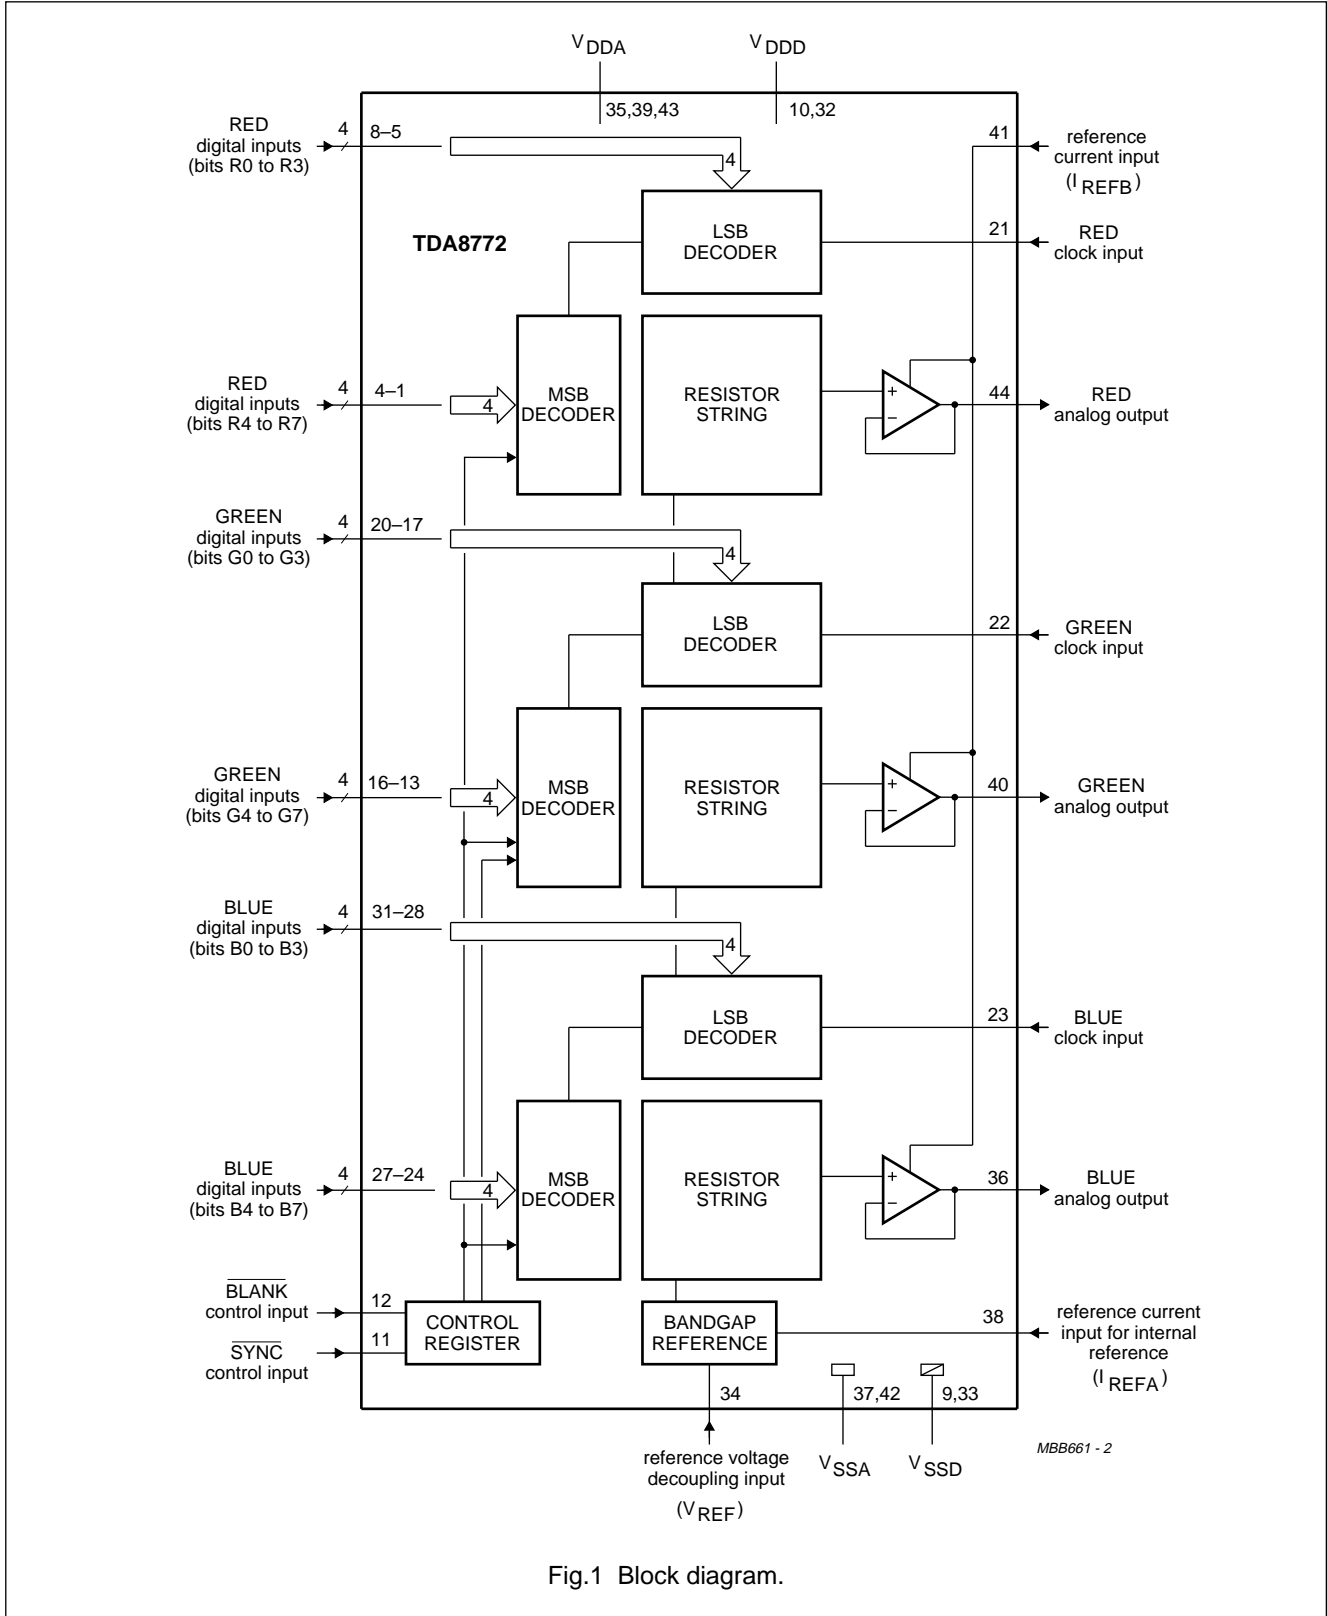 V DDA
V DDD
35,39,43
10,32
RED
digital inputs
(bits R0 to R3)
4
8–5
4
41
reference
current input
(I REFB)
TDA8772
LSB
DECODER
21
RED
clock input
RED
digital inputs
(bits R4 to R7)
4
4–1
4
MSB
DECODER
RESISTOR
STRING
+
−
44
RED
analog output
GREEN
digital inputs
(bits G0 to G3)
4
20–17
4
LSB
DECODER
22
GREEN
clock input
GREEN
digital inputs
(bits G4 to G7)
4
16–13
4
MSB
DECODER
RESISTOR
STRING
+
−
40
GREEN
analog output
BLUE
digital inputs
(bits B0 to B3)
4
31–28
4
LSB
DECODER
23
BLUE
clock input
BLUE
digital inputs
(bits B4 to B7)
4
27–24
4
MSB
DECODER
RESISTOR
STRING
+
−
36
BLUE
analog output
BLANK
control input
12
SYNC
control input
11
CONTROL
REGISTER
BANDGAP
REFERENCE
38
reference current
input for internal
reference
(I REFA)
34
37,42
9,33
reference voltage
decoupling input
(V REF)
V SSA
V SSD
MBB661 - 2
Fig.1 Block diagram.